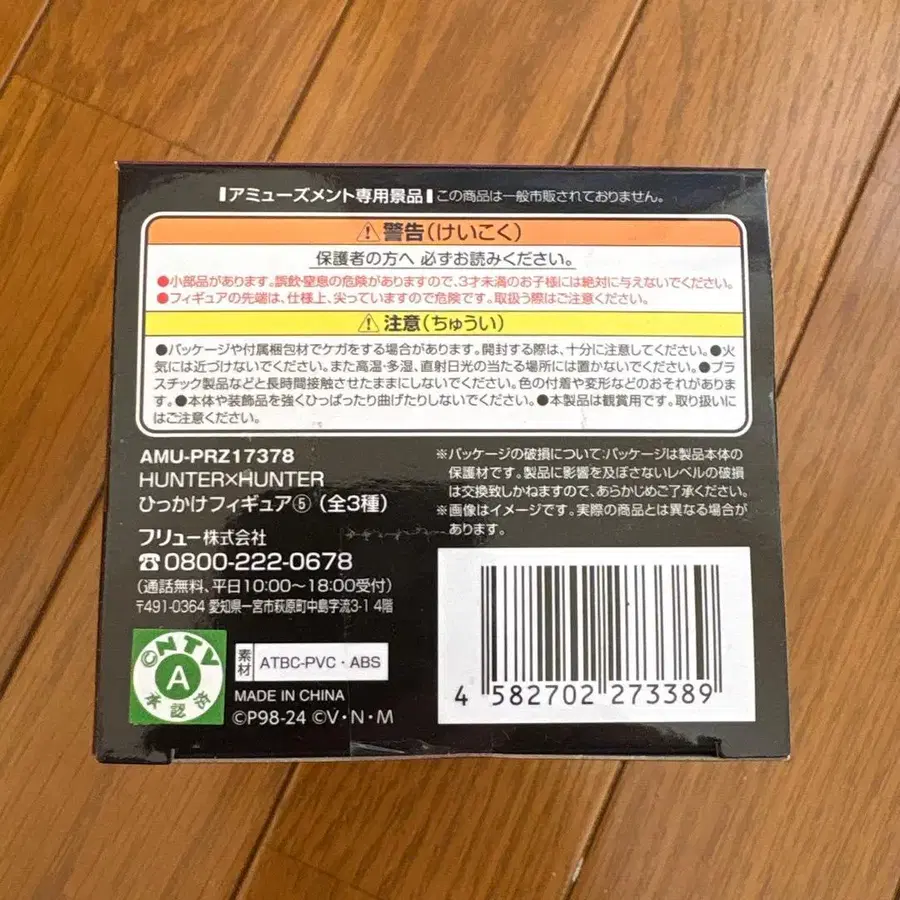 アミューズメント専用景品 この商品は一般市販されておりません。
⚠警告(けいこく)
保護者の方へ 必ずお読みください。
●小部品があります。誤飲・窒息の危険がありますので、3才未満のお子様には絶対に与えないでください。
●フィギュアの先端は、仕様上、尖っていますので危険です。取扱う際はご注意ください。
⚠注意(ちゅうい)
●パッケージや付属梱包材でケガをする場合があります。開封する際は、十分に注意してください。●火
気には近づけないでください。また高温・多湿、直射日光の当たる場所には置かないでください。●プラ
スチック製品などと長時間接触させたままにしないでください。色の付着や変形などのおそれがありま
す。●本体や装飾品を強くひっぱったり曲げたりしないでください。●本製品は観賞用です。取り扱いに
はご注意ください。
AMU-PRZ17378
HUNTER×HUNTER
ひっかけフィギュア⑤(全3種)
フリュー株式会社
☎0800-222-0678
(通話無料、平日10:00~18:00受付)
〒491-0364 愛知県一宮市萩原町中島字流3-1 4階
※パッケージの破損について:パッケージは製品本体の
保護材です。製品に影響を及ぼさないレベルの破損
は交換致しかねますので、あらかじめご了承ください。
※画像はイメージです。実際の商品とは異なる場合が
あります。
NTV
A
承認
素材 ATBC-PVC・ABS
MADE IN CHINA
©P98-24 ©V・N・M
4 582702 273389